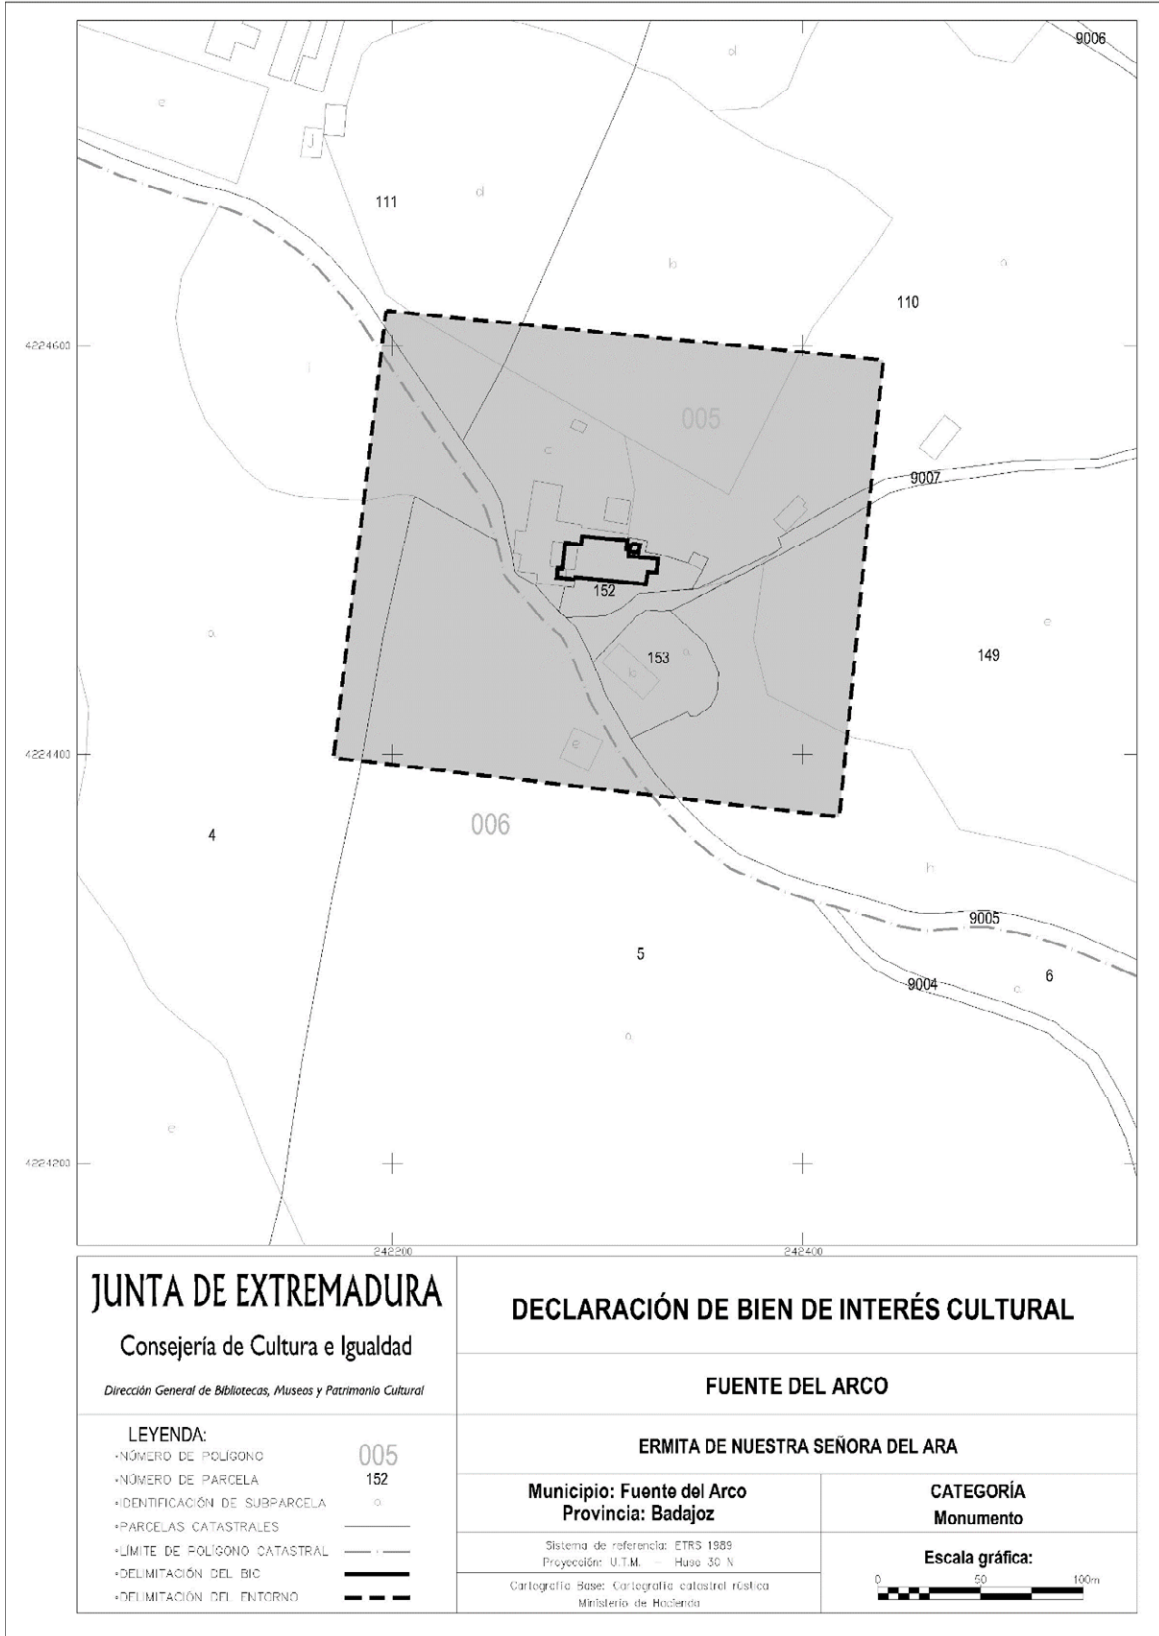 9006
d
e
111
d
b
a
110
4224600
005
c
9007
152
a
e
153
a
149
b
4224400
e
006
4
h
9005
5
6
9004
c
a
e
4224200
242200
242400
JUNTA DE EXTREMADURA
Consejería de Cultura e Igualdad
Dirección General de Bibliotecas, Museos y Patrimonio Cultural
DECLARACIÓN DE BIEN DE INTERÉS CULTURAL
FUENTE DEL ARCO
ERMITA DE NUESTRA SEÑORA DEL ARA
Municipio: Fuente del Arco
Provincia: Badajoz
Sistema de referencia: ETRS 1989
Proyección: U.T.M. - Huso 30 N
Cartografía Base: Cartografía catastral rústica
Ministerio de Hacienda
CATEGORÍA
Monumento
Escala gráfica:
0 50 100m
LEYENDA:
•NÚMERO DE POLÍGONO 005
•NÚMERO DE PARCELA 152
•IDENTIFICACIÓN DE SUBPARCELA a
•PARCELAS CATASTRALES
•LÍMITE DE POLÍGONO CATASTRAL
•DELIMITACIÓN DEL BIC
•DELIMITACIÓN DEL ENTORNO